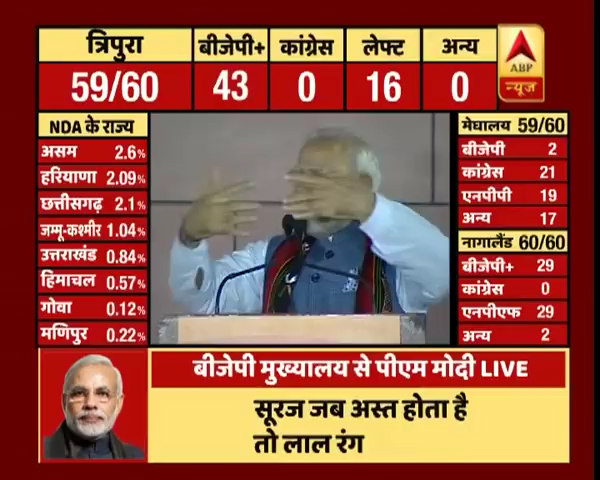 त्रिपुरा बीजेपी+ कांग्रेस लेफ्ट अन्य
59/60 43 0 16 0
ABP
न्यूज़
NDA के राज्य
असम 2.6%
हरियाणा 2.09%
छत्तीसगढ़ 2.1%
जम्मू-कश्मीर 1.04%
उत्तराखंड 0.84%
हिमाचल 0.57%
गोवा 0.12%
मणिपुर 0.22%
मेघालय 59/60
बीजेपी 2
कांग्रेस 21
एनपीपी 19
अन्य 17
नागालैंड 60/60
बीजेपी+ 29
कांग्रेस 0
एनपीएफ 29
अन्य 2
बीजेपी मुख्यालय से पीएम मोदी LIVE
सूरज जब अस्त होता है
तो लाल रंग